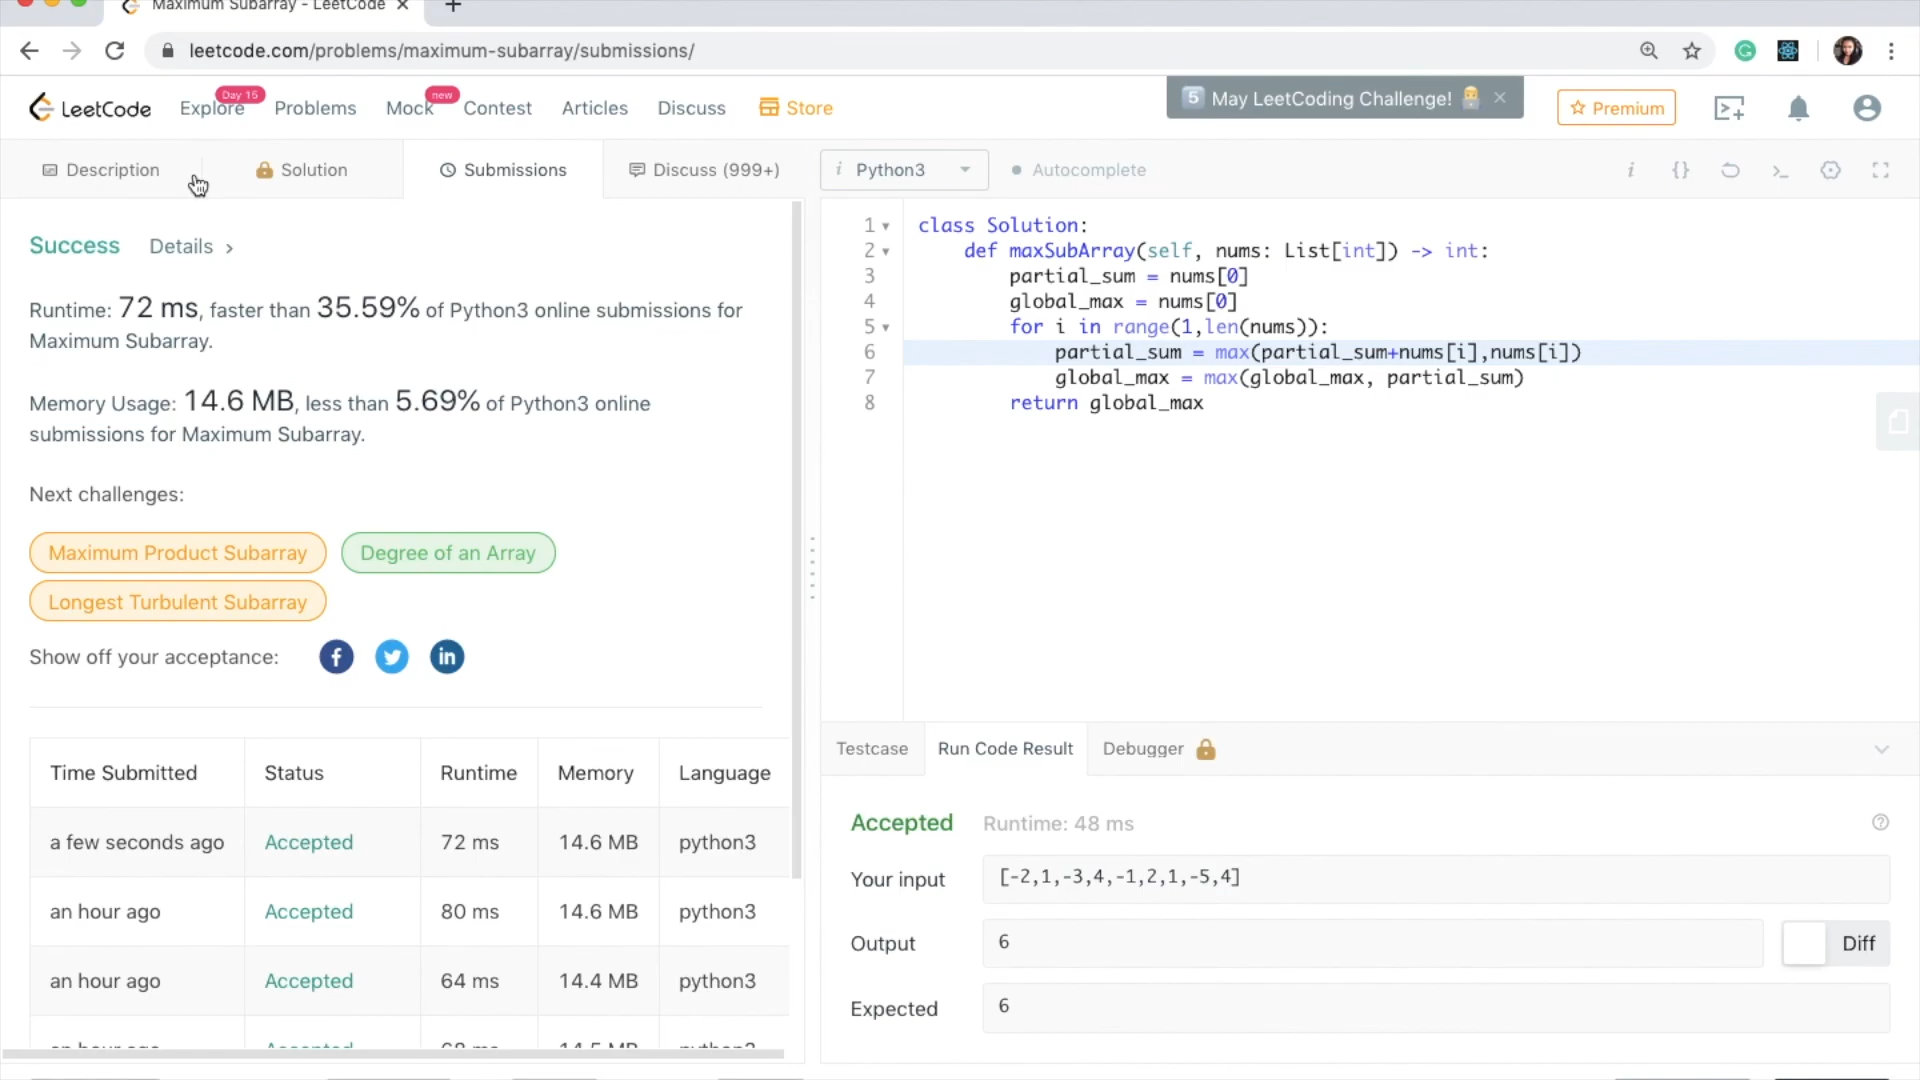 Maximum Subarray - LeetCode
leetcode.com/problems/maximum-subarray/submissions/
LeetCode
Explore
Day 15
Problems
Mock
new
Contest
Articles
Discuss
Store
5 May LeetCoding Challenge!
Premium
Description
Solution
Submissions
Discuss (999+)
i Python3
Autocomplete
Success
Details
Runtime: 72 ms, faster than 35.59% of Python3 online submissions for
Maximum Subarray.
Memory Usage: 14.6 MB, less than 5.69% of Python3 online
submissions for Maximum Subarray.
Next challenges:
Maximum Product Subarray
Degree of an Array
Longest Turbulent Subarray
Show off your acceptance:
Time Submitted Status Runtime Memory Language
a few seconds ago Accepted 72 ms 14.6 MB python3
an hour ago Accepted 80 ms 14.6 MB python3
an hour ago Accepted 64 ms 14.4 MB python3
1 class Solution:
2 def maxSubArray(self, nums: List[int]) -> int:
3 partial_sum = nums[0]
4 global_max = nums[0]
5 for i in range(1,len(nums)):
6 partial_sum = max(partial_sum+nums[i],nums[i])
7 global_max = max(global_max, partial_sum)
8 return global_max
Testcase
Run Code Result
Debugger
Accepted
Runtime: 48 ms
Your input
[-2,1,-3,4,-1,2,1,-5,4]
Output
6
Diff
Expected
6